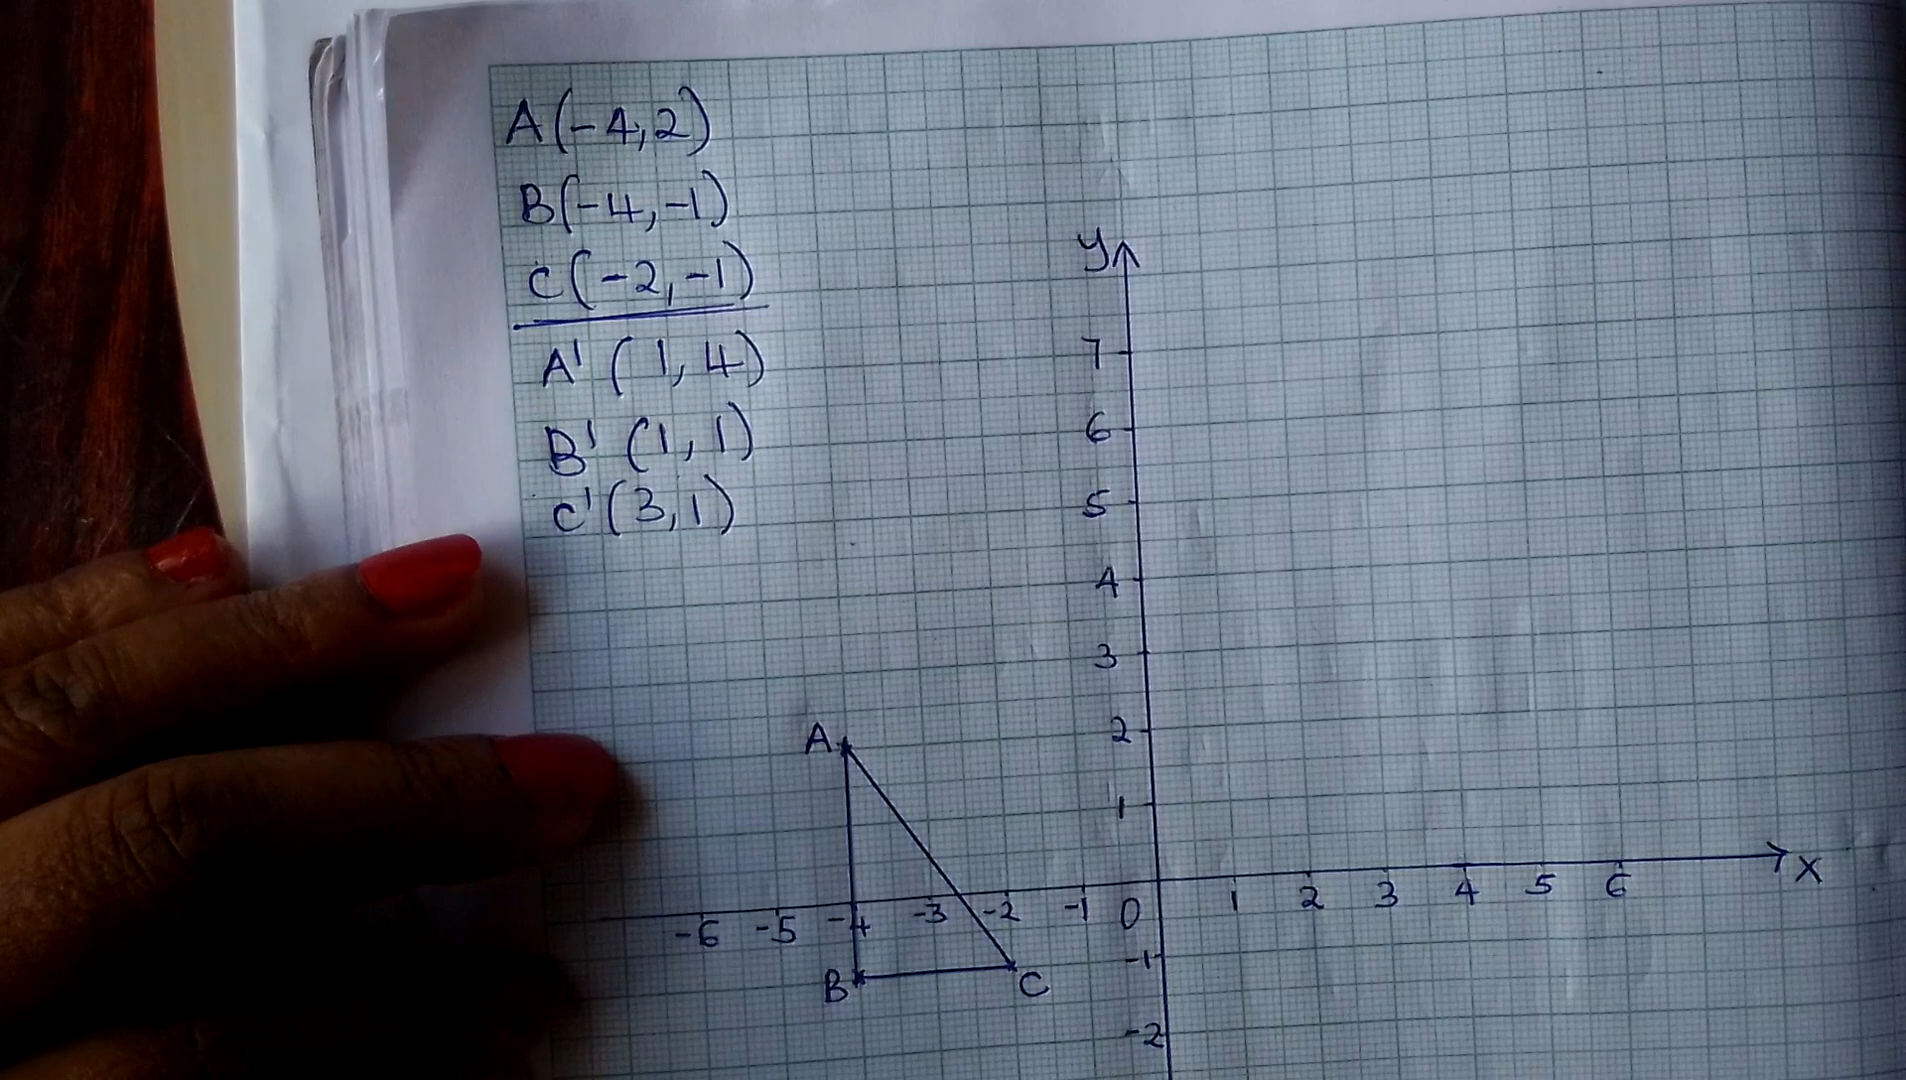 A(-4,2)
B(-4,-1)
C(-2,-1)
A' (1,4)
B' (1,1)
C'(3,1)
y
7
6
5
4
3
A 2
1
-6 -5 -4 -3 -2 -1 0 1 2 3 4 5 6 X
B C -1
-2